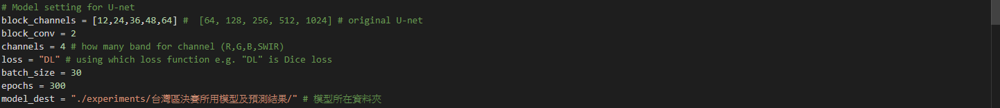 # Model setting for U-net
block_channels = [12,24,36,48,64] #  [64, 128, 256, 512, 1024] # original U-net
block_conv = 2
channels = 4 # how many band for channel (R,G,B,SWIR)
loss = "DL" # using which loss function e.g. "DL" is Dice loss
batch_size = 30
epochs = 300
model_dest = "./experiments/台灣區決賽所用模型及預測結果/" # 模型所在資料夾